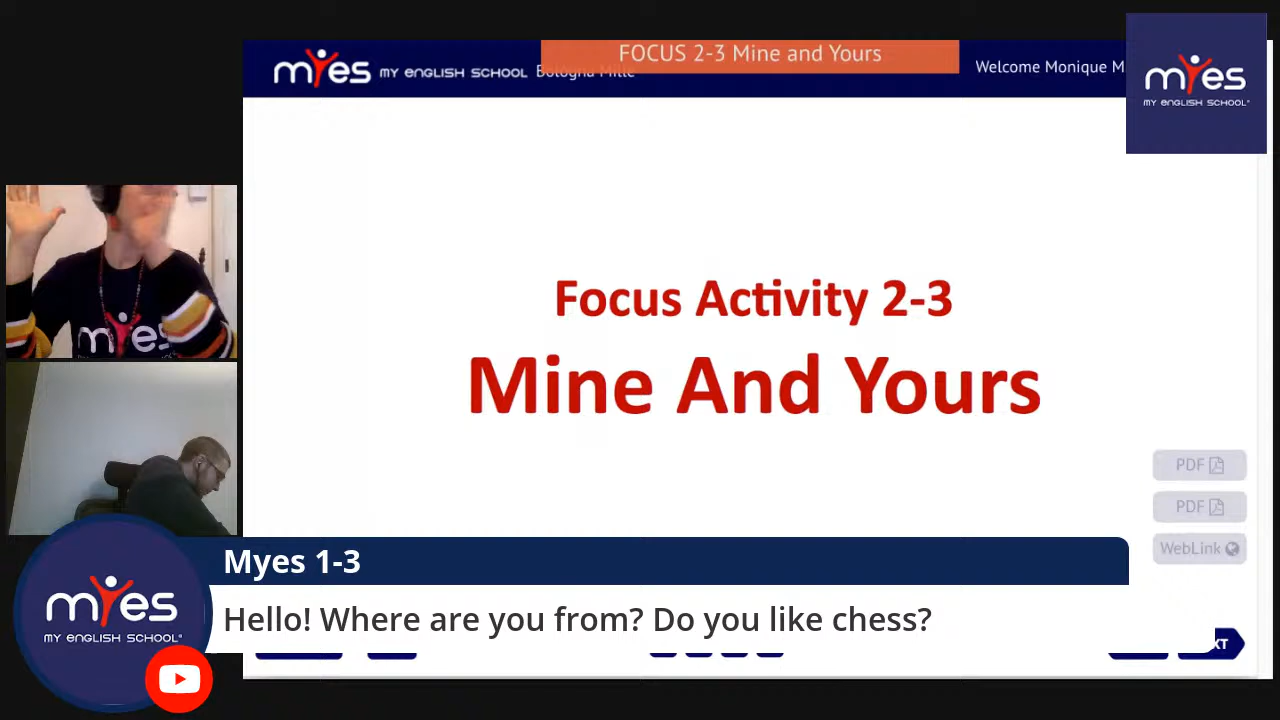 FOCUS 2-3 Mine and Yours
myes MY ENGLISH SCHOOL Bologna Mille
Welcome Monique M
myes
MY ENGLISH SCHOOL
Focus Activity 2-3
Mine And Yours
myes
PDF
PDF
WebLink
Myes 1-3
Hello! Where are you from? Do you like chess?
myes
MY ENGLISH SCHOOL
XT